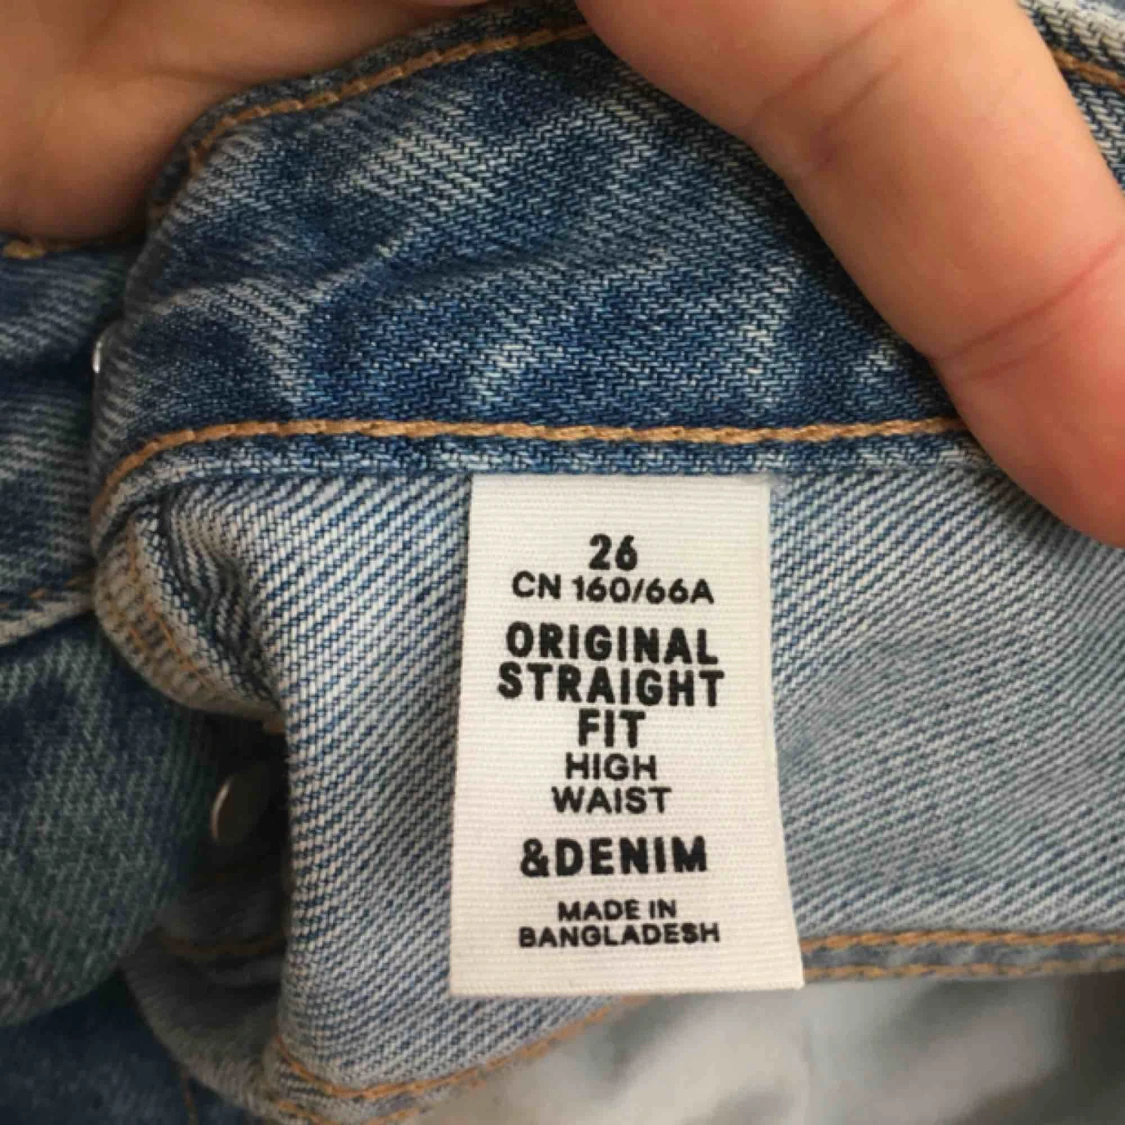 26
CN 160/66A
ORIGINAL
STRAIGHT
FIT
HIGH
WAIST
&DENIM
MADE IN
BANGLADESH